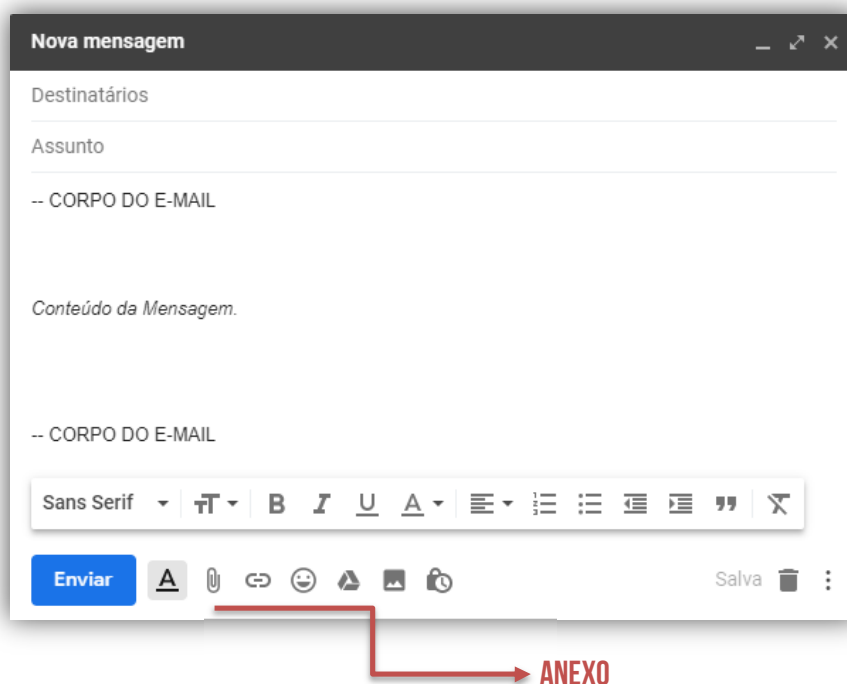 Nova mensagem
Destinatários
Assunto
-- CORPO DO E-MAIL
Conteúdo da Mensagem.
-- CORPO DO E-MAIL
Sans Serif
Enviar
Salva
ANEXO